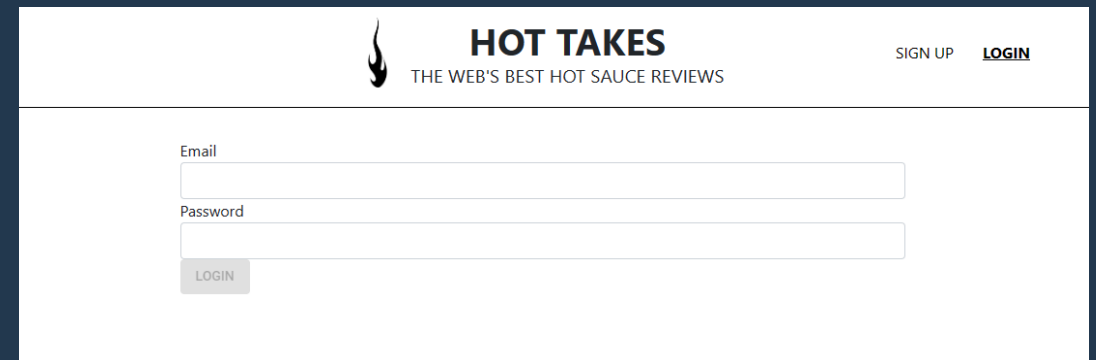 HOT TAKES
THE WEB'S BEST HOT SAUCE REVIEWS
SIGN UP LOGIN
Email
Password
LOGIN